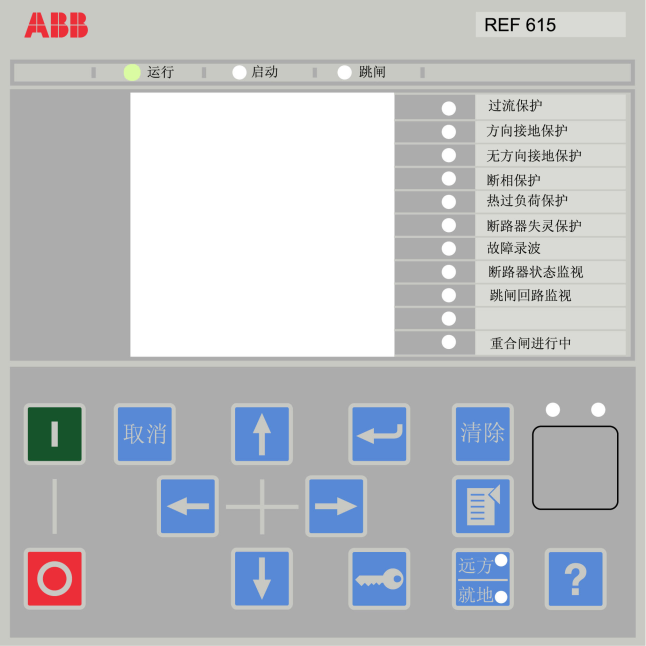 ABB
REF 615
运行 启动 跳闸
过流保护
方向接地保护
无方向接地保护
断相保护
热过负荷保护
断路器失灵保护
故障录波
断路器状态监视
跳闸回路监视
重合闸进行中
取消 清除
远方
就地 ?